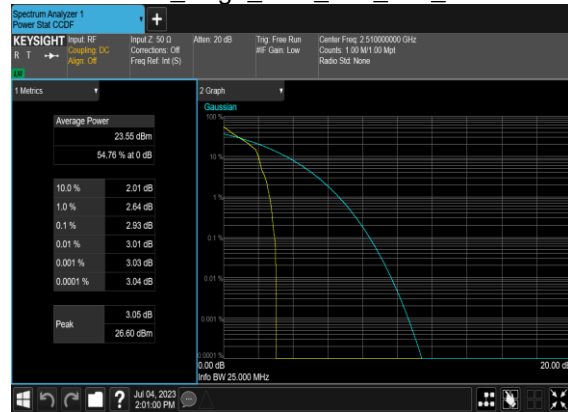 Spectrum Analyzer 1
Power Stat CCDF
KEYSIGHT
R T
LW
Input: RF
Coupling: DC
Align: Off
Input Z: 50 Ω
Corrections: Off
Freq Ref: Int (S)
Atten: 20 dB
Trig: Free Run
#IF Gain: Low
Center Freq: 2.510000000 GHz
Counts: 1.00 M/1.00 Mpt
Radio Std: None
1 Metrics
Average Power
23.55 dBm
54.76 % at 0 dB
10.0 % 2.01 dB
1.0 % 2.64 dB
0.1 % 2.93 dB
0.01 % 3.01 dB
0.001 % 3.03 dB
0.0001 % 3.04 dB
Peak
3.05 dB
26.60 dBm
2 Graph
Gaussian
100 %
10 %
1 %
0.1 %
0.01 %
0.001 %
0.0001 %
0.00 dB
20.00 dB
Info BW 25.000 MHz
?
Jul 04, 2023
2:01:00 PM